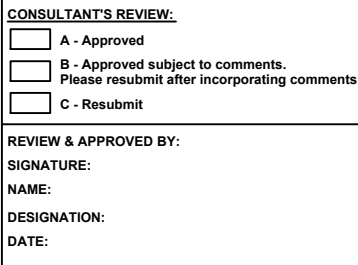 CONSULTANT'S REVIEW:
A - Approved
B - Approved subject to comments.
Please resubmit after incorporating comments
C - Resubmit
REVIEW & APPROVED BY:
SIGNATURE:
NAME:
DESIGNATION:
DATE: